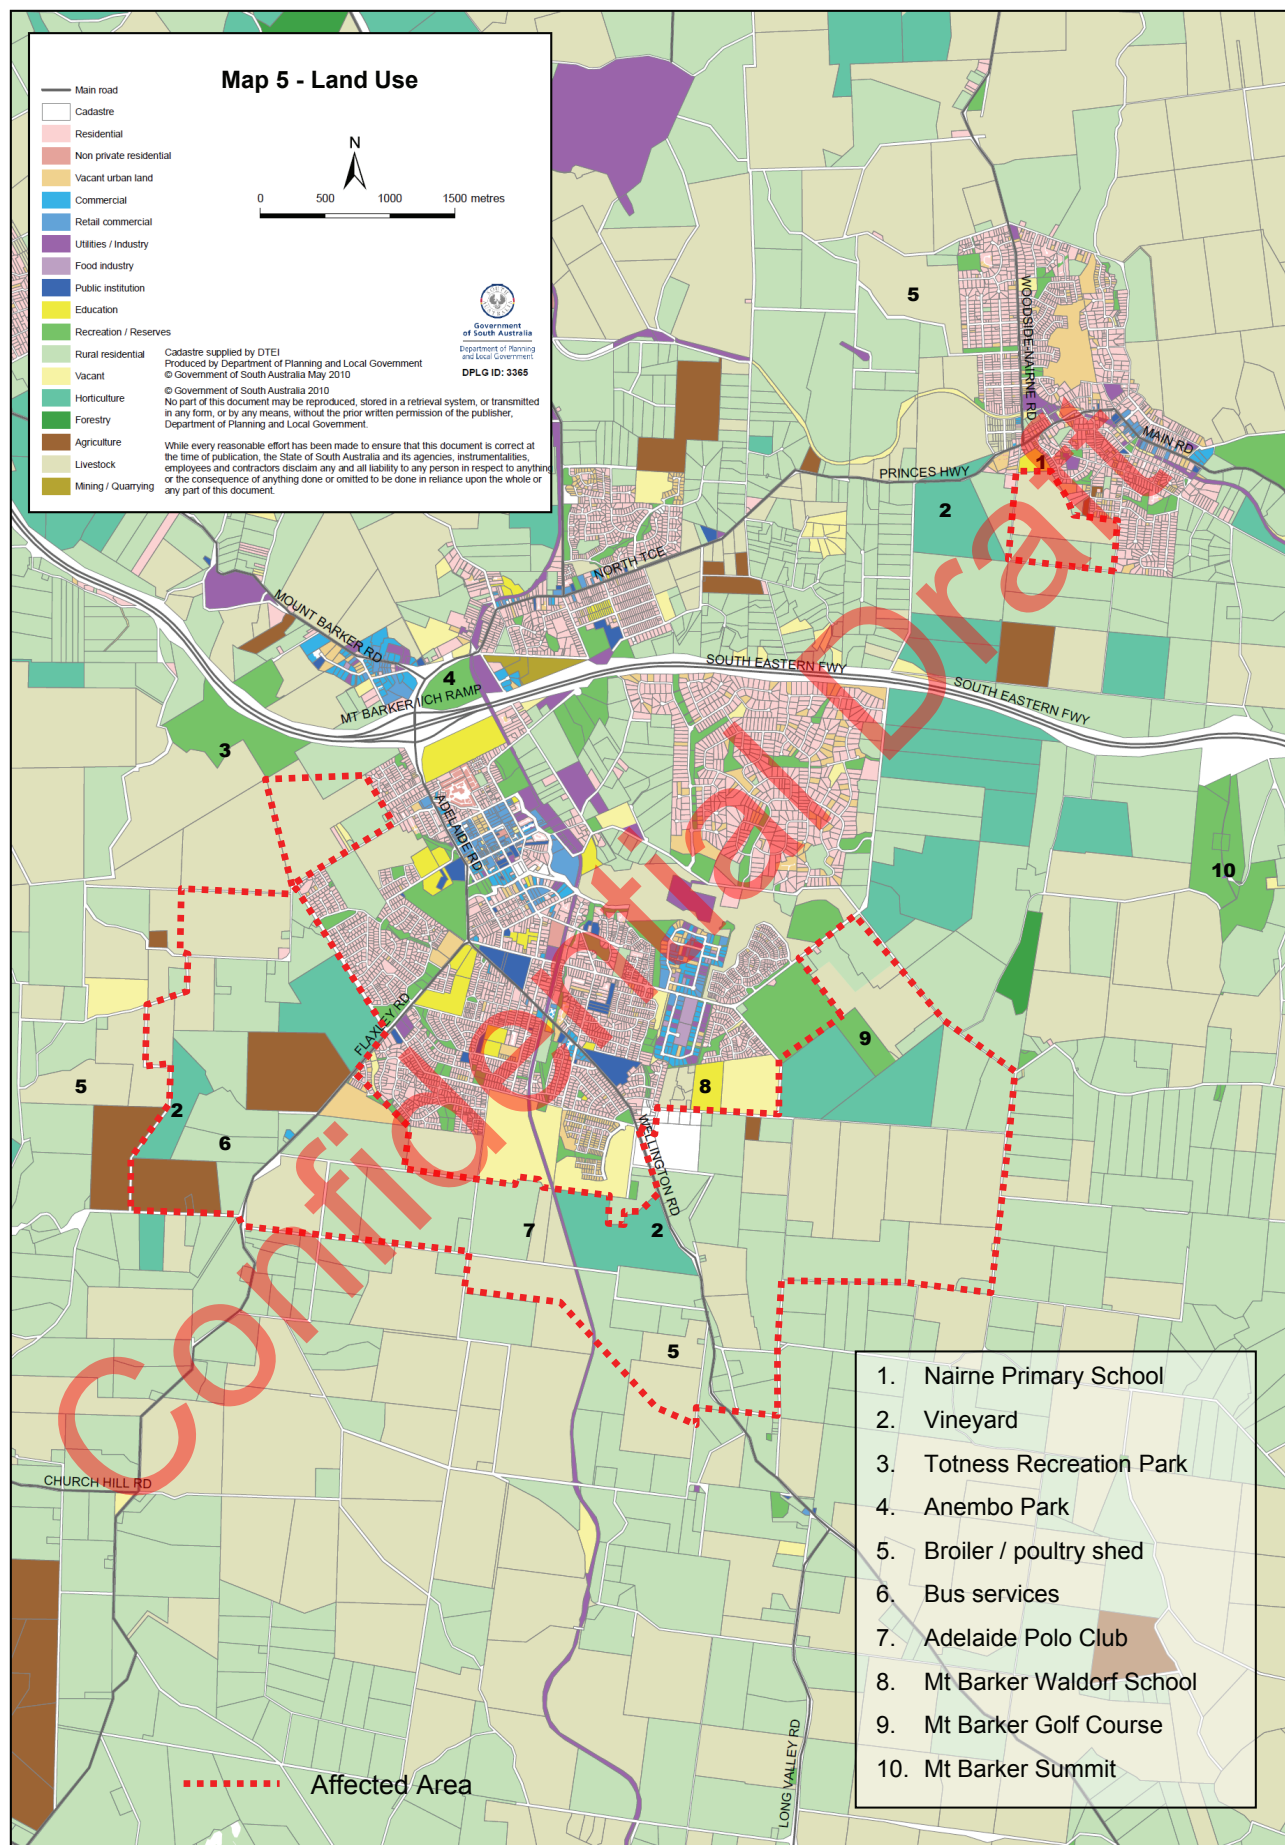 Map 5 - Land Use
Main road
Cadastre
Residential
Non private residential
Vacant urban land
Commercial
Retail commercial
Utilities / Industry
Food industry
Public institution
Education
Recreation / Reserves
Rural residential
Vacant
Horticulture
Forestry
Agriculture
Livestock
Mining / Quarrying
N
0 500 1000 1500 metres
SOUTH AUSTRALIA
Government
of South Australia
Department of Planning
and Local Government
DPLG ID: 3365
Cadastre supplied by DTEI
Produced by Department of Planning and Local Government
© Government of South Australia May 2010
© Government of South Australia 2010
No part of this document may be reproduced, stored in a retrieval system, or transmitted
in any form, or by any means, without the prior written permission of the publisher,
Department of Planning and Local Government.
While every reasonable effort has been made to ensure that this document is correct at
the time of publication, the State of South Australia and its agencies, instrumentalities,
employees and contractors disclaim any and all liability to any person in respect to anything
or the consequence of anything done or omitted to be done in reliance upon the whole or
any part of this document.
5
WOODSIDE-NAIRNE RD
MAIN RD
1
PRINCES HWY
2
NORTH TCE
MOUNT BARKER RD
SOUTH EASTERN FWY
SOUTH EASTERN FWY
4
MT BARKER I/CH RAMP
3
ADELAIDE RD
10
FLAXLEY RD
9
5
8
2
6
WELLINGTON RD
7
2
5
CHURCH HILL RD
LONG VALLEY RD
Confidential Draft
1. Nairne Primary School
2. Vineyard
3. Totness Recreation Park
4. Anembo Park
5. Broiler / poultry shed
6. Bus services
7. Adelaide Polo Club
8. Mt Barker Waldorf School
9. Mt Barker Golf Course
10. Mt Barker Summit
Affected Area